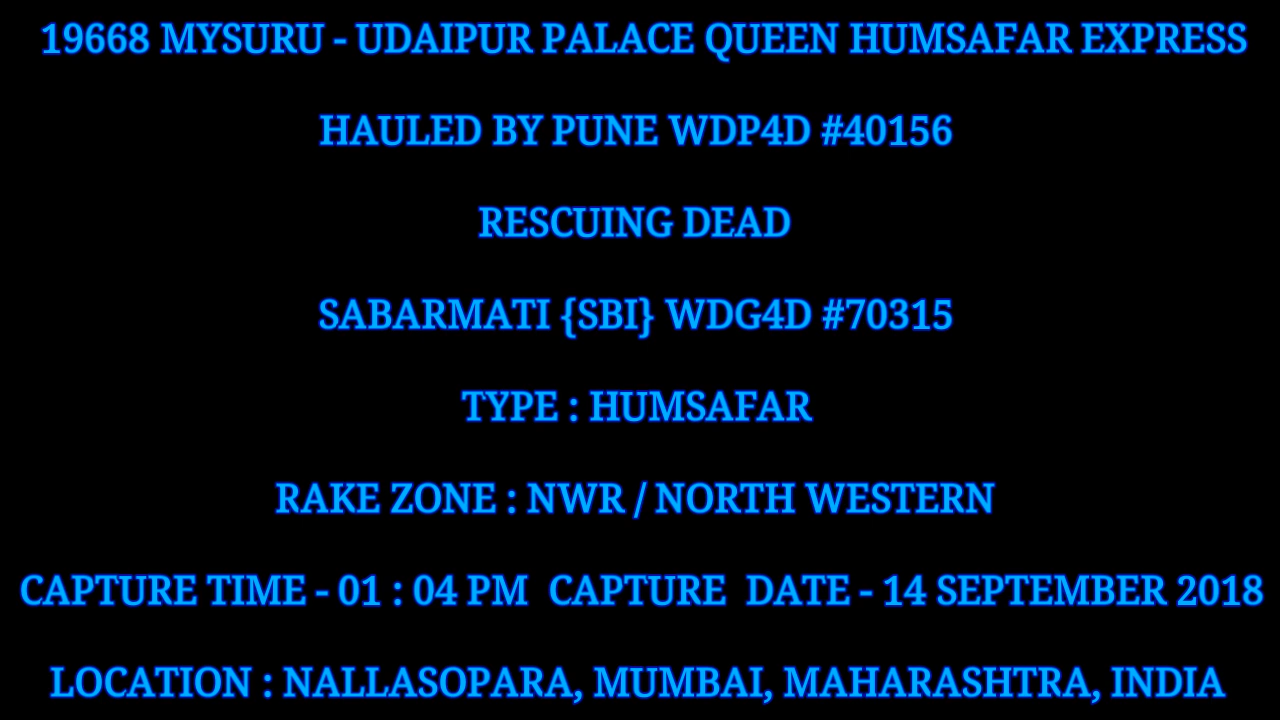 19668 MYSURU - UDAIPUR PALACE QUEEN HUMSAFAR EXPRESS
HAULED BY PUNE WDP4D #40156
RESCUING DEAD
SABARMATI {SBI} WDG4D #70315
TYPE : HUMSAFAR
RAKE ZONE : NWR / NORTH WESTERN
CAPTURE TIME - 01 : 04 PM  CAPTURE  DATE - 14 SEPTEMBER 2018
LOCATION : NALLASOPARA, MUMBAI, MAHARASHTRA, INDIA